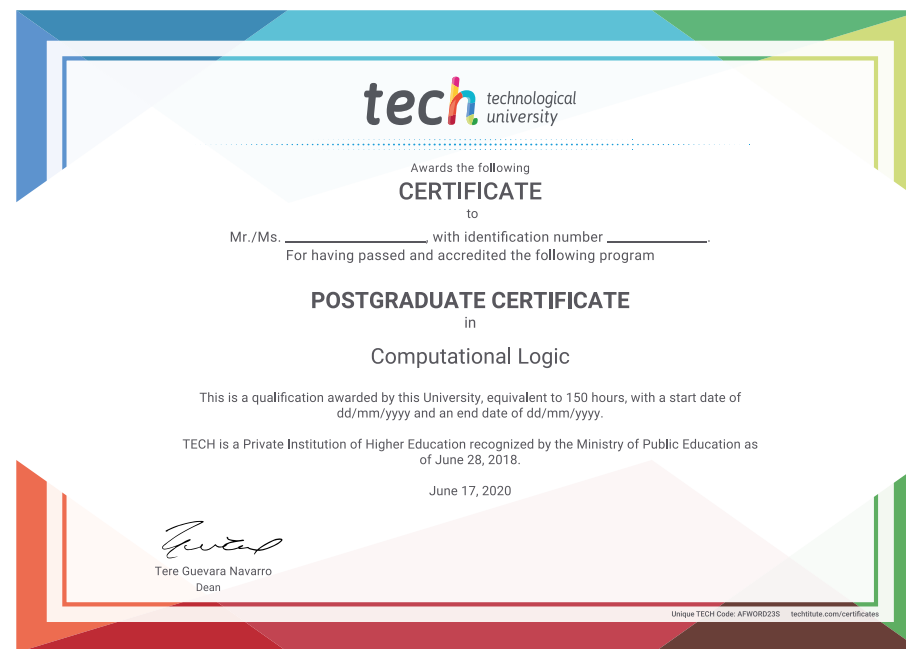 tech technological
university
Awards the following
CERTIFICATE
to
Mr./Ms. ____________________, with identification number ______________.
For having passed and accredited the following program
POSTGRADUATE CERTIFICATE
in
Computational Logic
This is a qualification awarded by this University, equivalent to 150 hours, with a start date of
dd/mm/yyyy and an end date of dd/mm/yyyy.
TECH is a Private Institution of Higher Education recognized by the Ministry of Public Education as
of June 28, 2018.
June 17, 2020
Tere Guevara Navarro
Dean
Unique TECH Code: AFWORD23S techtitute.com/certificates